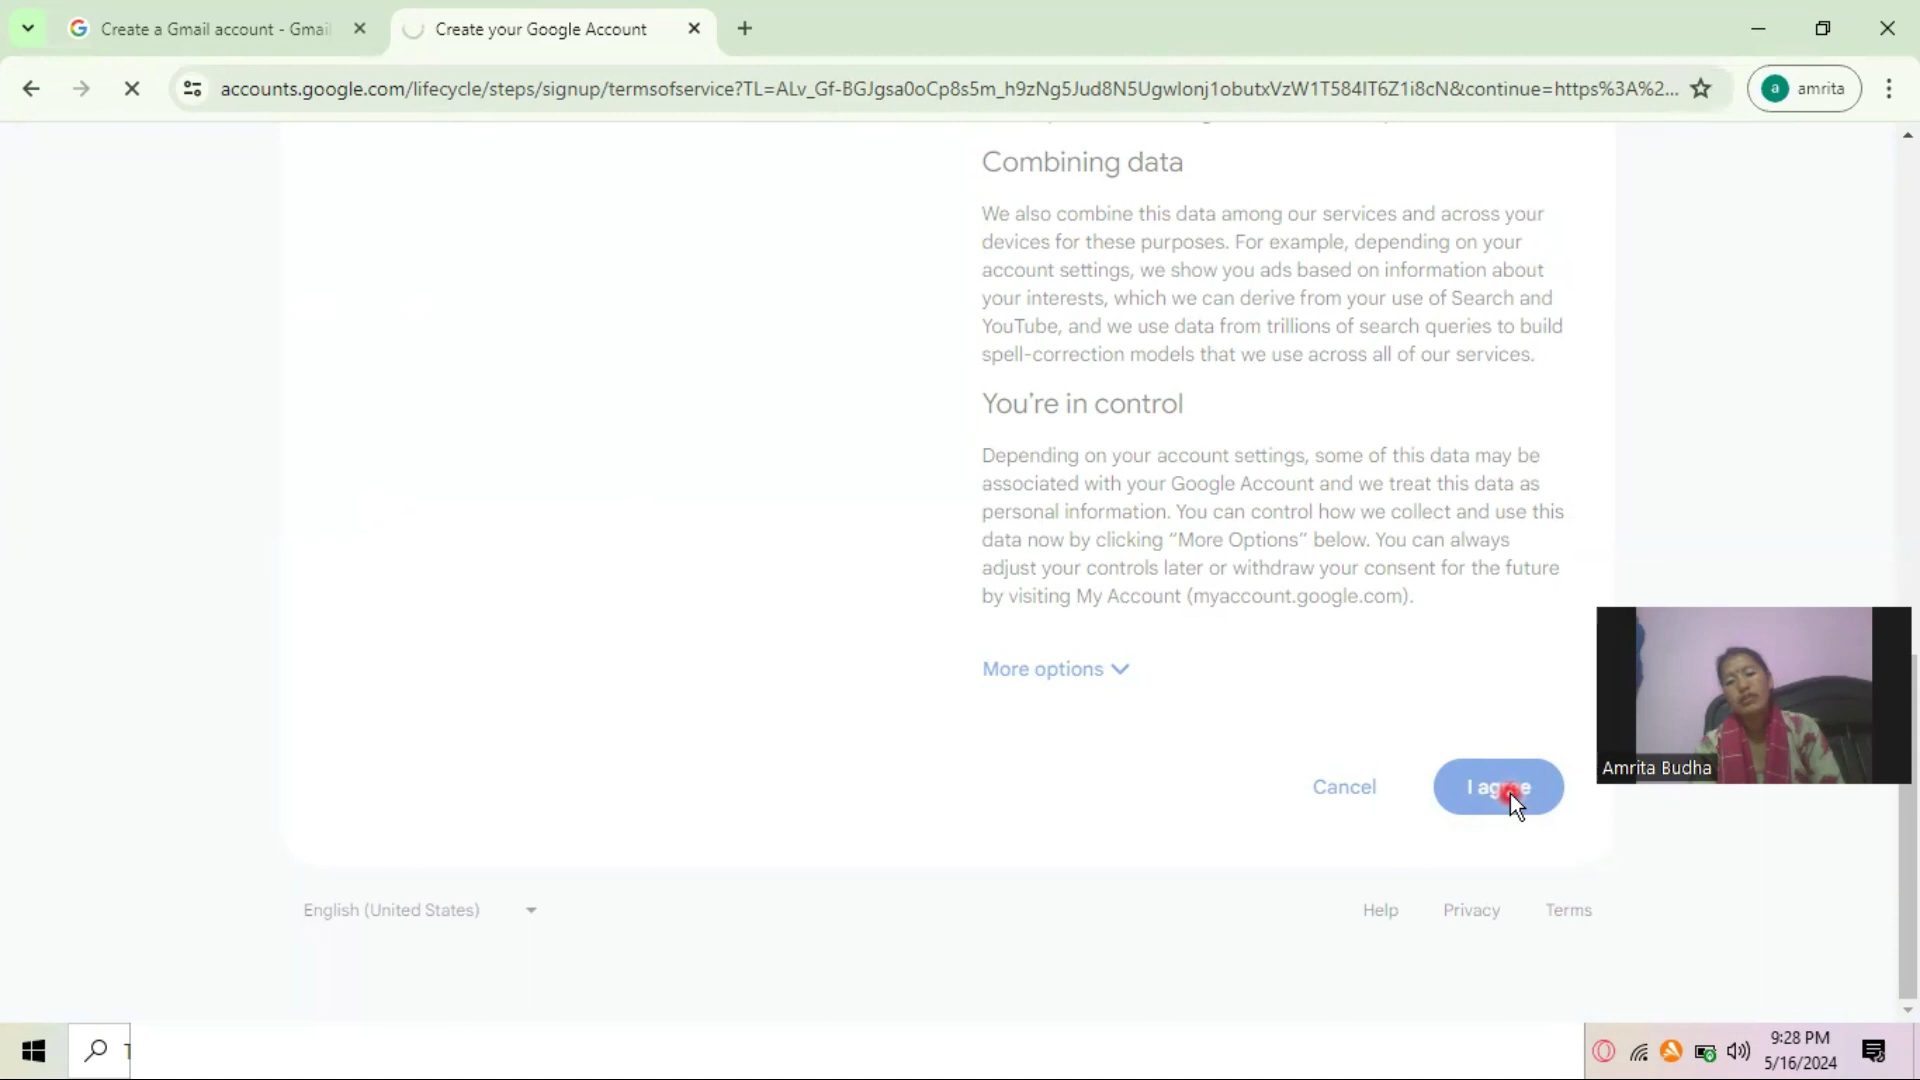 Create a Gmail account - Gmail
Create your Google Account
accounts.google.com/lifecycle/steps/signup/termsofservice?TL=ALv_Gf-BGJgsa0oCp8s5m_h9zNg5Jud8N5UgwIonj1obutxVzW1T584IT6Z1i8cN&continue=https%3A%2...
a amrita
Combining data
We also combine this data among our services and across your
devices for these purposes. For example, depending on your
account settings, we show you ads based on information about
your interests, which we can derive from your use of Search and
YouTube, and we use data from trillions of search queries to build
spell-correction models that we use across all of our services.
You're in control
Depending on your account settings, some of this data may be
associated with your Google Account and we treat this data as
personal information. You can control how we collect and use this
data now by clicking “More Options” below. You can always
adjust your controls later or withdraw your consent for the future
by visiting My Account (myaccount.google.com).
More options
Amrita Budha
Cancel
I agree
English (United States)
Help
Privacy
Terms
9:28 PM
5/16/2024